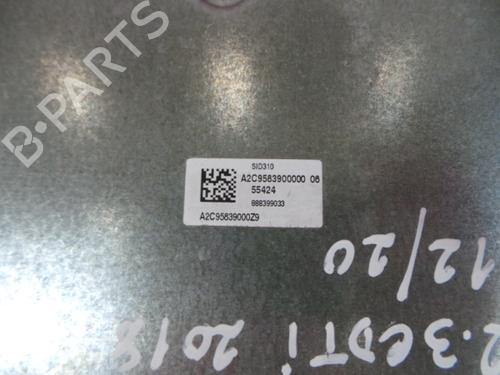 B-PARTS
SID310
A2C9583900000 06
55424
888399033
A2C95839000Z9
12/20
2.3CDTi 2018